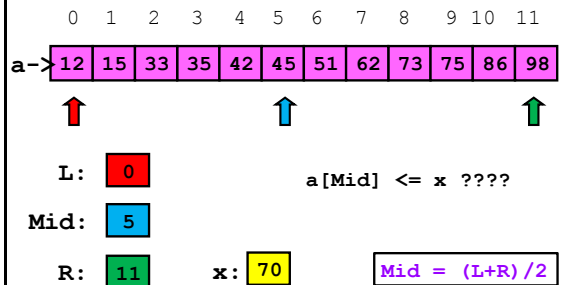 0 1 2 3 4 5 6 7 8 9 10 11
a-> 12 15 33 35 42 45 51 62 73 75 86 98
L: 0
a[Mid] <= x ????
Mid: 5
R: 11 x: 70 Mid = (L+R)/2